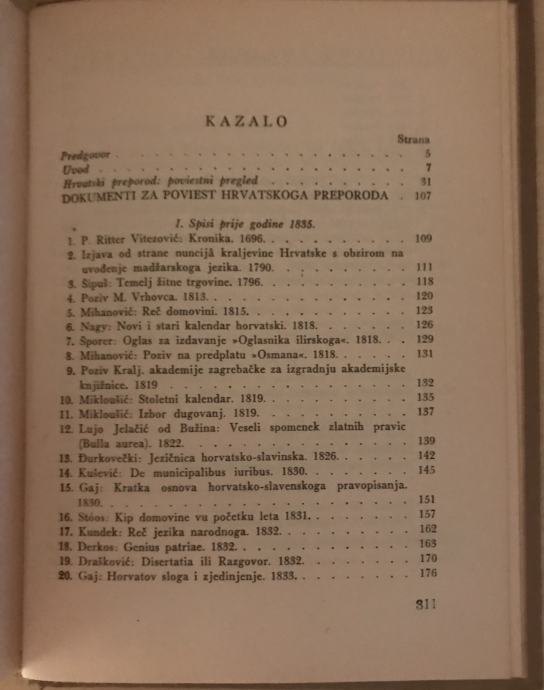 KAZALO
Strana
Predgovor . . . . . . . . . . . . . . . . . 5
Uvod . . . . . . . . . . . . . . . . . . 7
Hrvatski preporod: poviestni pregled . . . . . . . . 31
DOKUMENTI ZA POVIEST HRVATSKOGA PREPORODA . 107
I. Spisi prije godine 1835.
1. P. Ritter Vitezović: Kronika. 1696. . . . . . . . . 109
2. Izjava od strane nuncijâ kraljevine Hrvatske s obzirom na
uvođenje madžarskoga jezika. 1790. . . . . . . . . 111
3. Šipuš: Temelj žitne trgovine. 1796. . . . . . . . . 118
4. Poziv M. Vrhovca. 1813. . . . . . . . . . . . 120
5. Mihanović: Reč domovini. 1815. . . . . . . . . . 123
6. Nagy: Novi i stari kalendar horvatski. 1818. . . . . . 126
7. Šporer: Oglas za izdavanje »Oglasnika ilirskoga«. 1818. . . 129
8. Mihanović: Poziv na predplatu »Osmana«. 1818. . . . . 131
9. Poziv Kralj. akademije zagrebačke za izgradnju akademijske
knjižnice. 1819 . . . . . . . . . . . . . . 132
10. Mikloušić: Stoletni kalendar. 1819. . . . . . . . . 135
11. Mikloušić: Izbor dugovanj. 1819. . . . . . . . . . 137
12. Lujo Jelačić od Bužina: Veseli spomenek zlatnih pravic
(Bulla aurea). 1822. . . . . . . . . . . . . . 139
13. Đurkovečki: Jezičnica horvatsko-slavinska. 1826. . . . . 142
14. Kušević: De municipalibus iuribus. 1830. . . . . . . 145
15. Gaj: Kratka osnova horvatsko-slavenskoga pravopisanja.
1830. . . . . . . . . . . . . . . . . . . 151
16. Stóos: Kip domovine vu početku leta 1831. . . . . . . 157
17. Kundek: Reč jezika narodnoga. 1832. . . . . . . . 162
18. Derkos: Genius patriae. 1832. . . . . . . . . . . 163
19. Drašković: Disertatia ili Razgovor. 1832. . . . . . . 170
20. Gaj: Horvatov sloga i zjedinjenje. 1833. . . . . . . . 176
311